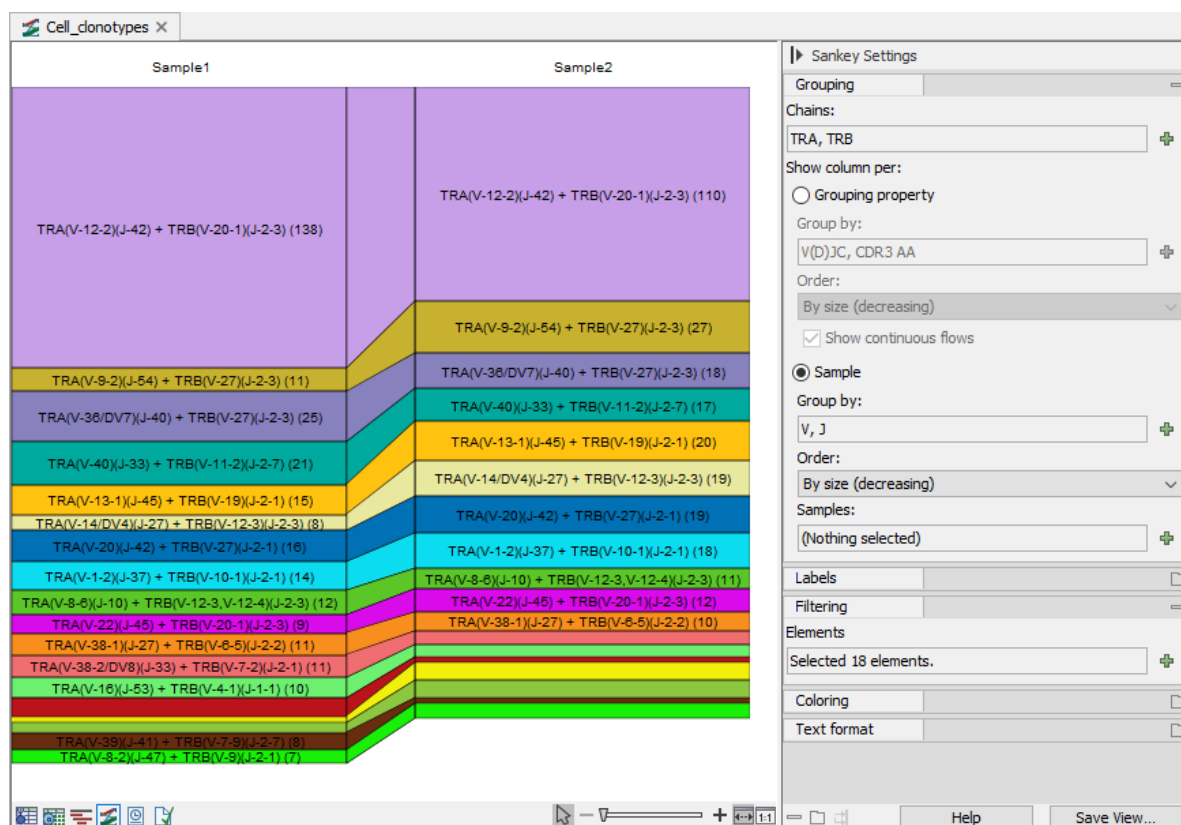 Cell_clonotypes
Sample1
Sample2
TRA(V-12-2)(J-42) + TRB(V-20-1)(J-2-3) (138)
TRA(V-9-2)(J-54) + TRB(V-27)(J-2-3) (11)
TRA(V-36/DV7)(J-40) + TRB(V-27)(J-2-3) (25)
TRA(V-40)(J-33) + TRB(V-11-2)(J-2-7) (21)
TRA(V-13-1)(J-45) + TRB(V-19)(J-2-1) (15)
TRA(V-14/DV4)(J-27) + TRB(V-12-3)(J-2-3) (8)
TRA(V-20)(J-42) + TRB(V-27)(J-2-1) (16)
TRA(V-1-2)(J-37) + TRB(V-10-1)(J-2-1) (14)
TRA(V-8-6)(J-10) + TRB(V-12-3,V-12-4)(J-2-3) (12)
TRA(V-22)(J-45) + TRB(V-20-1)(J-2-3) (9)
TRA(V-38-1)(J-27) + TRB(V-6-5)(J-2-2) (11)
TRA(V-38-2/DV8)(J-33) + TRB(V-7-2)(J-2-1) (11)
TRA(V-16)(J-53) + TRB(V-4-1)(J-1-1) (10)
TRA(V-39)(J-41) + TRB(V-7-9)(J-2-7) (8)
TRA(V-8-2)(J-47) + TRB(V-9)(J-2-1) (7)
TRA(V-12-2)(J-42) + TRB(V-20-1)(J-2-3) (110)
TRA(V-9-2)(J-54) + TRB(V-27)(J-2-3) (27)
TRA(V-36/DV7)(J-40) + TRB(V-27)(J-2-3) (18)
TRA(V-40)(J-33) + TRB(V-11-2)(J-2-7) (17)
TRA(V-13-1)(J-45) + TRB(V-19)(J-2-1) (20)
TRA(V-14/DV4)(J-27) + TRB(V-12-3)(J-2-3) (19)
TRA(V-20)(J-42) + TRB(V-27)(J-2-1) (19)
TRA(V-1-2)(J-37) + TRB(V-10-1)(J-2-1) (18)
TRA(V-8-6)(J-10) + TRB(V-12-3,V-12-4)(J-2-3) (11)
TRA(V-22)(J-45) + TRB(V-20-1)(J-2-3) (12)
TRA(V-38-1)(J-27) + TRB(V-6-5)(J-2-2) (10)
1:1
Sankey Settings
Grouping
Chains:
TRA, TRB
Show column per:
Grouping property
Group by:
V(D)JC, CDR3 AA
Order:
By size (decreasing)
Show continuous flows
Sample
Group by:
V, J
Order:
By size (decreasing)
Samples:
(Nothing selected)
Labels
Filtering
Elements
Selected 18 elements.
Coloring
Text format
Help
Save View...